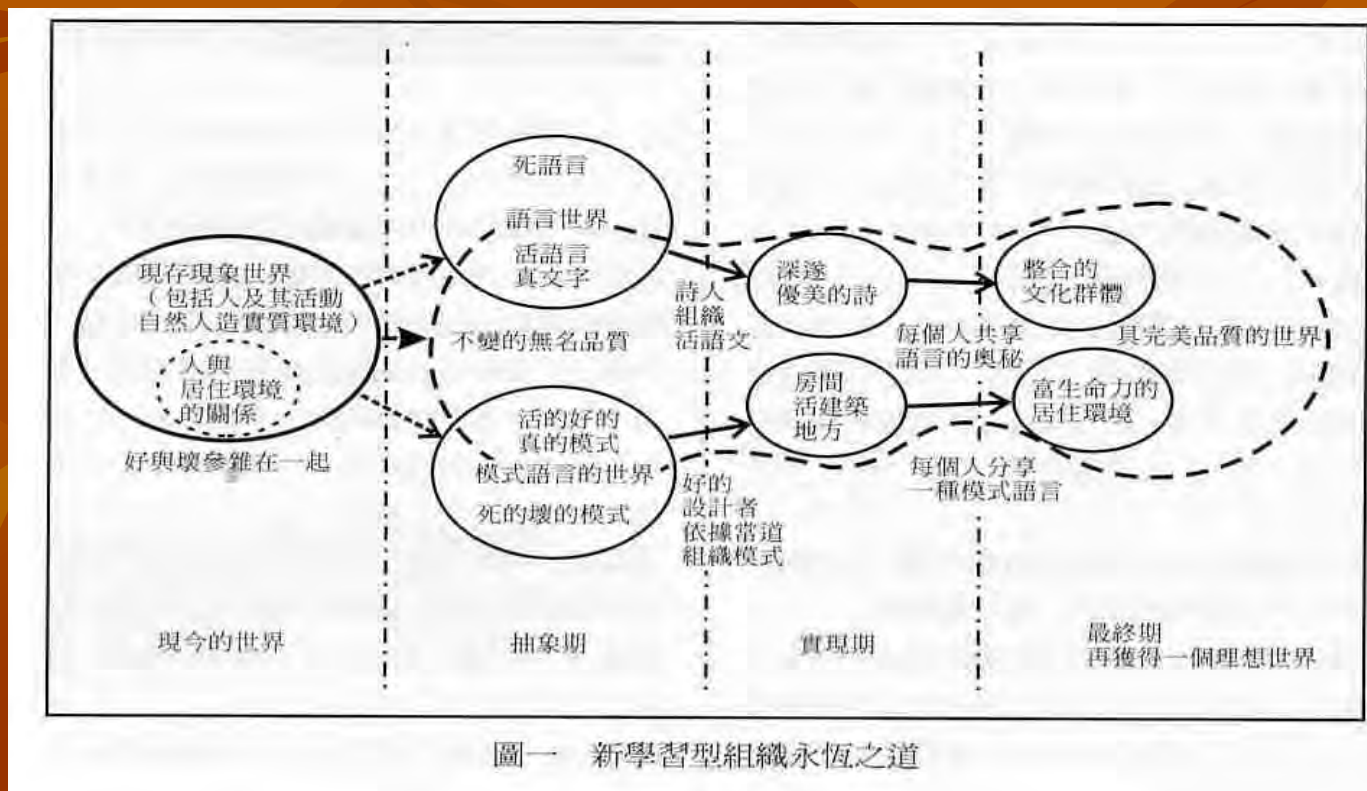 死語言
語言世界
活語言
真文字
現存現象世界
（包括人及其活動
自然人造實質環境）
人與
居住環境
的關係
好與壞參雜在一起
不變的無名品質
活的好的
真的模式
模式語言的世界
死的壞的模式
詩人
組織
活語文
好的
設計者
依據常道
組織模式
深遂
優美的詩
房間
活建築
地方
每個人共享
語言的奧秘
每個人分享
一種模式語言
整合的
文化群體
具完美品質的世界
富生命力的
居住環境
現今的世界
抽象期
實現期
最終期
再獲得一個理想世界
圖一 新學習型組織永恆之道